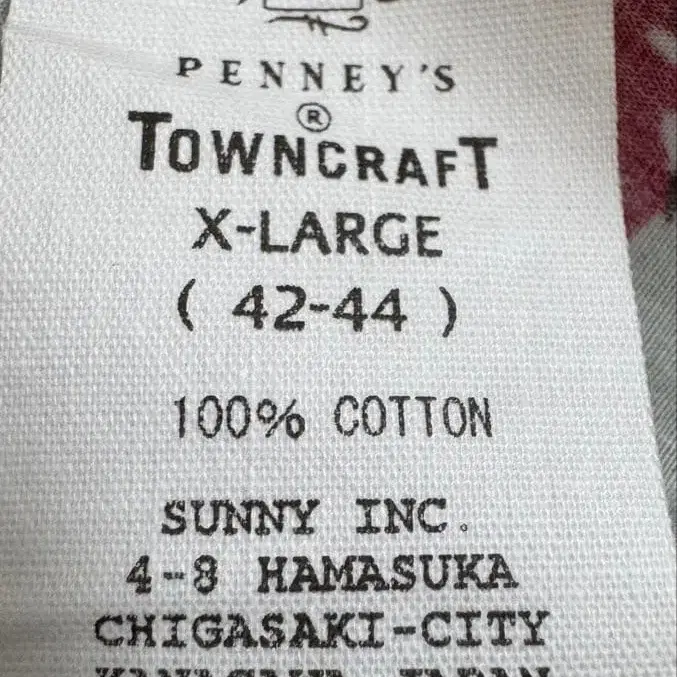 PENNEY'S
®
TOWNCRAFT
X-LARGE
( 42-44 )
100% COTTON
SUNNY INC.
4-8 HAMASUKA
CHIGASAKI-CITY